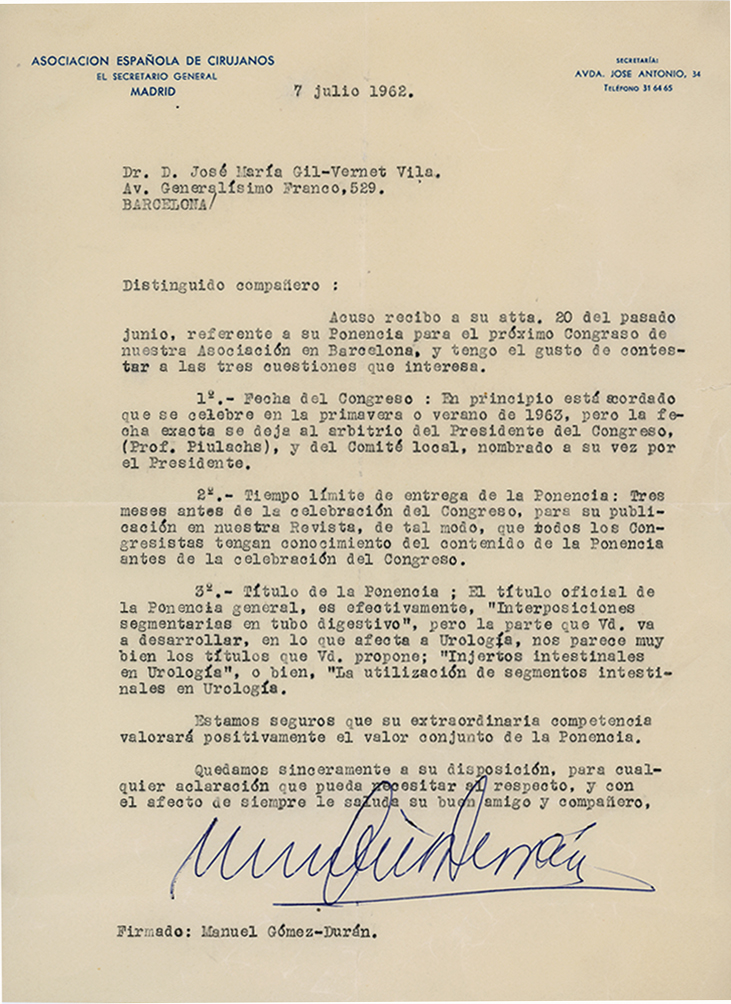 ASOCIACION ESPAÑOLA DE CIRUJANOS
EL SECRETARIO GENERAL
MADRID
SECRETARÍA:
AVDA. JOSE ANTONIO, 34
TELÉFONO 31 64 65
7 julio 1962.
Dr. D. José María Gil-Vernet Vila.
Av. Generalísimo Franco,529.
BARCELONA/
Distinguido compañero :
Acuso recibo a su atta. 20 del pasado
junio, referente a su Ponencia para el próximo Congraso de
nuestra Asociación en Barcelona, y tengo el gusto de contes-
tar a las tres cuestiones que interesa.
1º.- Fecha del Congreso : En principio está acordado
que se celebre en la primavera o verano de 1963, pero la fe-
cha exacta se deja al arbitrio del Presidente del Congreso,
(Prof. Piulachs), y del Comité local, nombrado a su vez por
el Presidente.
2º.- Tiempo límite de entrega de la Ponencia: Tres
meses antes de la celebración del Congreso, para su publi-
cación en nuestra Revista, de tal modo, que todos los Con-
gresistas tengan conocimiento del contenido de la Ponencia
antes de la celebración del Congreso.
3º.- Título de la Ponencia ; El título oficial de
la Ponencia general, es efectivamente, "Interposiciones
segmentarias en tubo digestivo", pero la parte que Vd. va
a desarrollar, en lo que afecta a Urología, nos parece muy
bien los títulos que Vd. propone; "Injertos intestinales
en Urología", o bien, "La utilización de segmentos intesti-
nales en Urología.
Estamos seguros que su extraordinaria competencia
valorará positivamente el valor conjunto de la Ponencia.
Quedamos sinceramente a su disposición, para cual-
quier aclaración que pueda necesitar al respecto, y con
el afecto de siempre le saluda su buen amigo y compañero,
Firmado: Manuel Gómez-Durán.